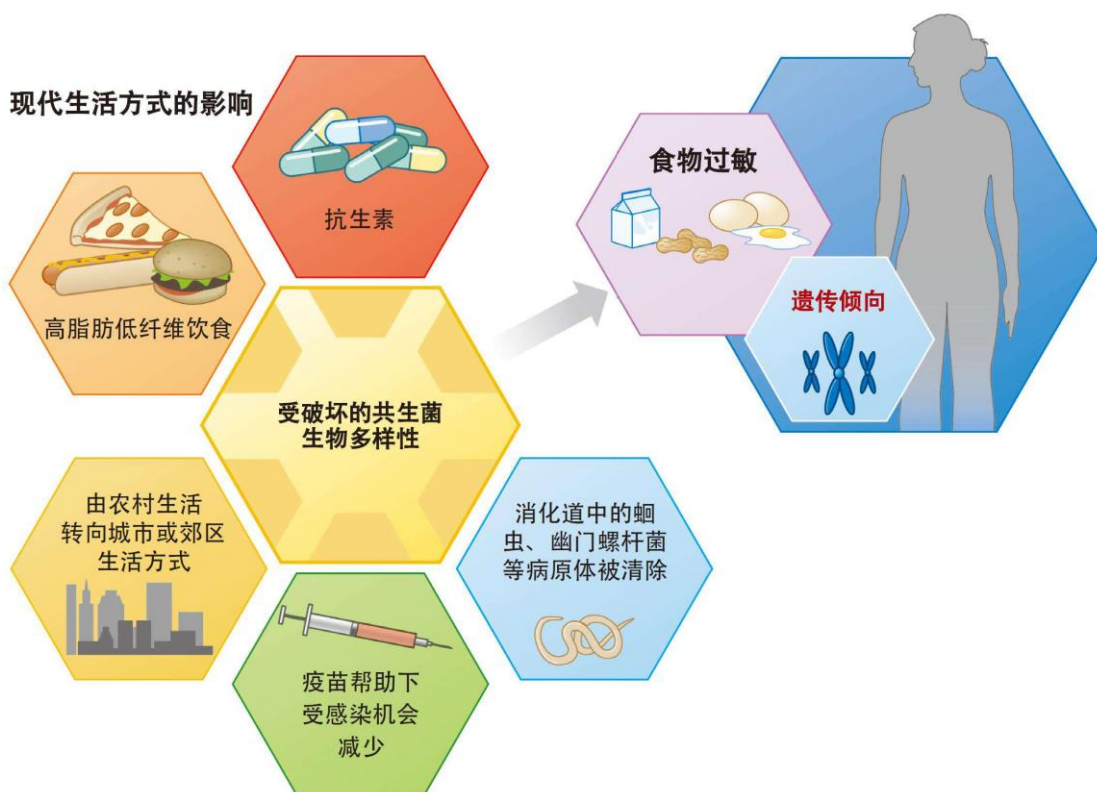 现代生活方式的影响
抗生素
高脂肪低纤维饮食
受破坏的共生菌
生物多样性
由农村生活
转向城市或郊区
生活方式
疫苗帮助下
受感染机会
减少
消化道中的蛔
虫、幽门螺杆菌
等病原体被清除
食物过敏
遗传倾向